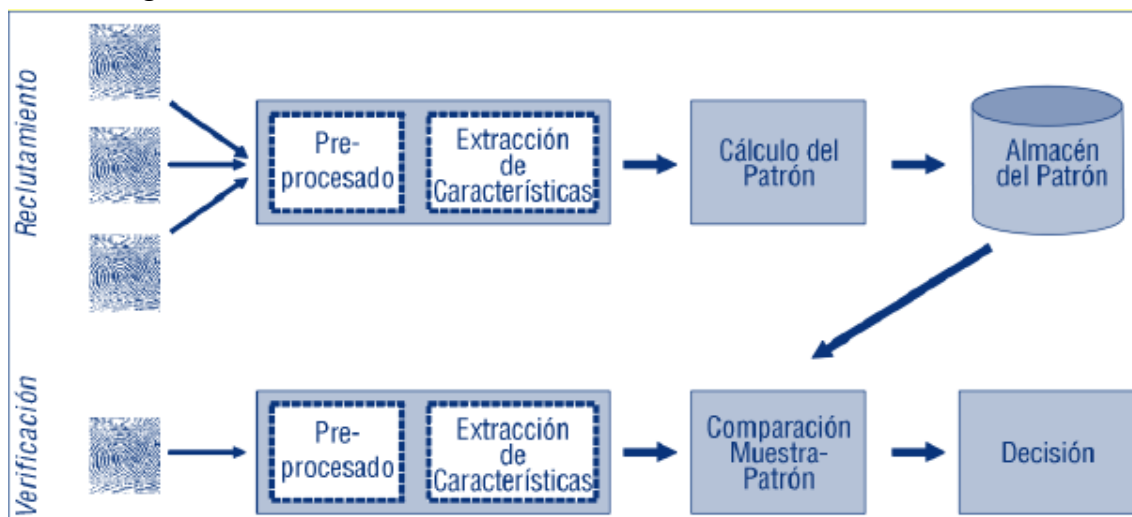 Reclutamiento
Pre-
procesado
Extracción
de
Características
Cálculo del
Patrón
Almacén
del Patrón
Verificación
Pre-
procesado
Extracción
de
Características
Comparación
Muestra-
Patrón
Decisión